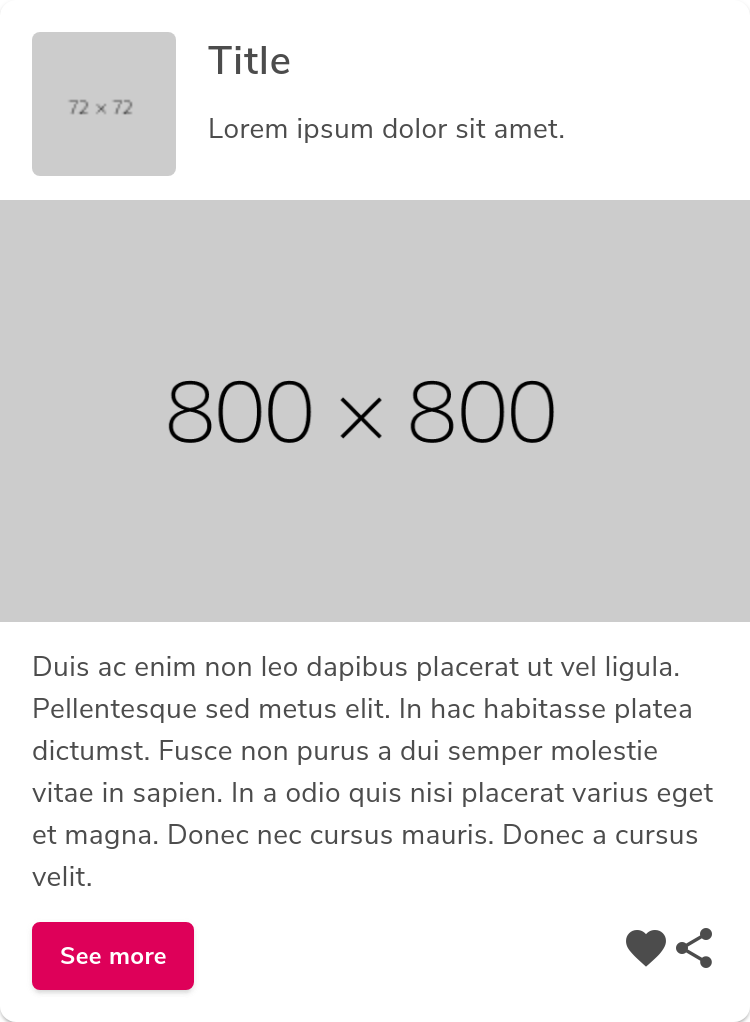 72 × 72
Title
Lorem ipsum dolor sit amet.
800 × 800
Duis ac enim non leo dapibus placerat ut vel ligula.
Pellentesque sed metus elit. In hac habitasse platea
dictumst. Fusce non purus a dui semper molestie
vitae in sapien. In a odio quis nisi placerat varius eget
et magna. Donec nec cursus mauris. Donec a cursus
velit.
See more